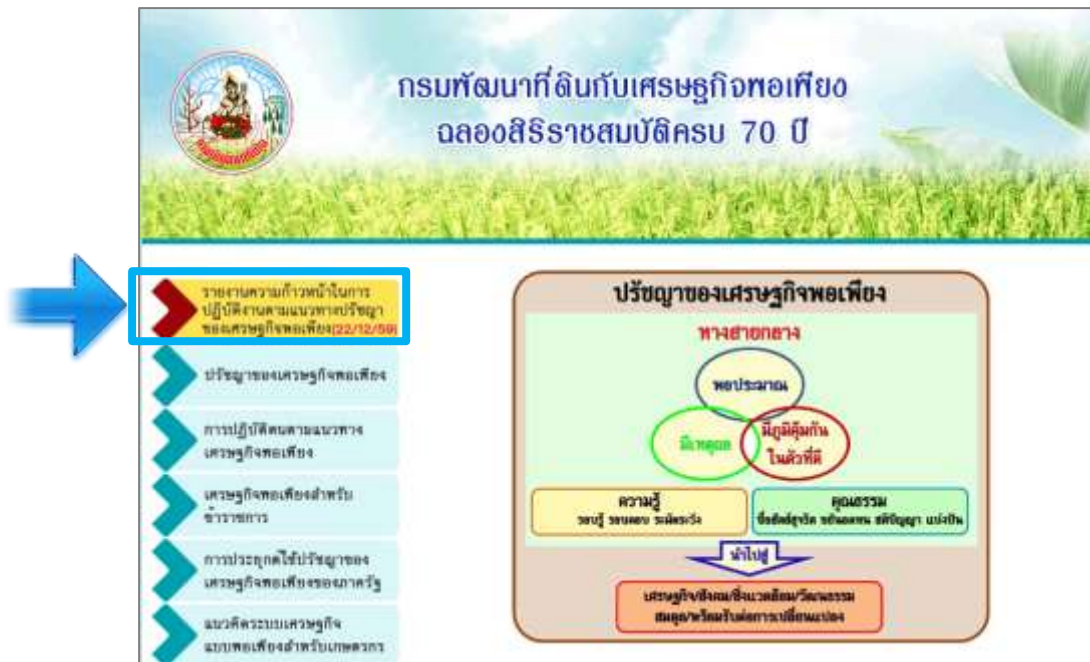 กรมพัฒนาที่ดินกับเศรษฐกิจพอเพียง
ฉลองสิริราชสมบัติครบ 70 ปี
รายงานความก้าวหน้าในการ
ปฏิบัติงานตามแนวทางปรัชญา
ของเศรษฐกิจพอเพียง(22/12/59)
ปรัชญาของเศรษฐกิจพอเพียง
การปฏิบัติตนตามแนวทาง
เศรษฐกิจพอเพียง
เศรษฐกิจพอเพียงสำหรับ
ข้าราชการ
การประยุกต์ใช้ปรัชญาของ
เศรษฐกิจพอเพียงของภาครัฐ
แนวคิดระบบเศรษฐกิจ
แบบพอเพียงสำหรับเกษตรกร
ปรัชญาของเศรษฐกิจพอเพียง
ทางสายกลาง
พอประมาณ
มีเหตุผล
มีภูมิคุ้มกัน
ในตัวที่ดี
ความรู้
รอบรู้ รอบคอบ ระมัดระวัง
คุณธรรม
ซื่อสัตย์สุจริต ขยันอดทน สติปัญญา แบ่งปัน
นำไปสู่
เศรษฐกิจ/สังคม/สิ่งแวดล้อม/วัฒนธรรม
สมดุล/พร้อมรับต่อการเปลี่ยนแปลง